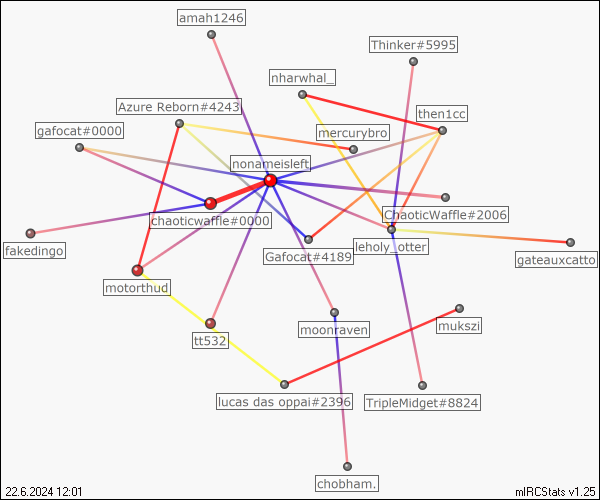 amah1246
Thinker#5995
nharwhal_
Azure Reborn#4243
then1cc
gafocat#0000
mercurybro
nonameisleft
chaoticwaffle#0000
ChaoticWaffle#2006
fakedingo
Gafocat#4189
leholy_otter
gateauxcatto
motorthud
moonraven
mukszi
tt532
lucas das oppai#2396
TripleMidget#8824
chobham.
22.6.2024 12:01
mIRCStats v1.25